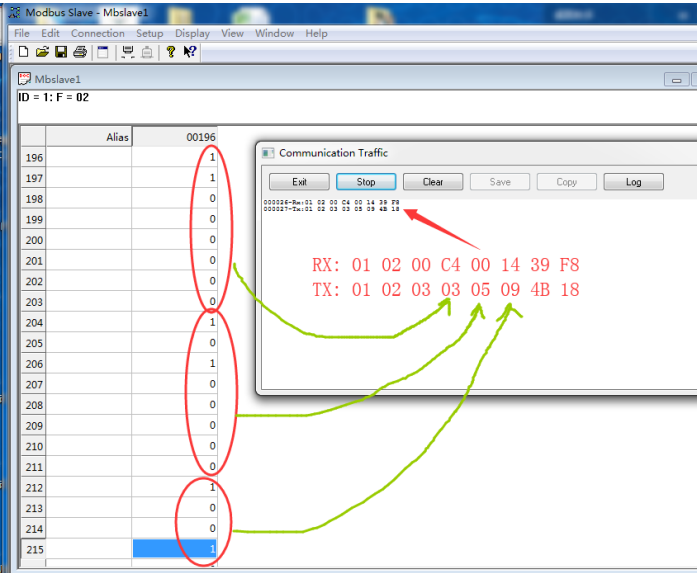 Modbus Slave - Mbslave1
File Edit Connection Setup Display View Window Help
Mbslave1
ID = 1: F = 02
Alias 00196
196 1
197 1
198 0
199 0
200 0
201 0
202 0
203 0
204 1
205 0
206 1
207 0
208 0
209 0
210 0
211 0
212 1
213 0
214 0
215 1
Communication Traffic
Exit Stop Clear Save Copy Log
000026-Rx:01 02 00 C4 00 14 39 F8
000027-Tx:01 02 03 03 05 09 4B 18
RX: 01 02 00 C4 00 14 39 F8
TX: 01 02 03 03 05 09 4B 18